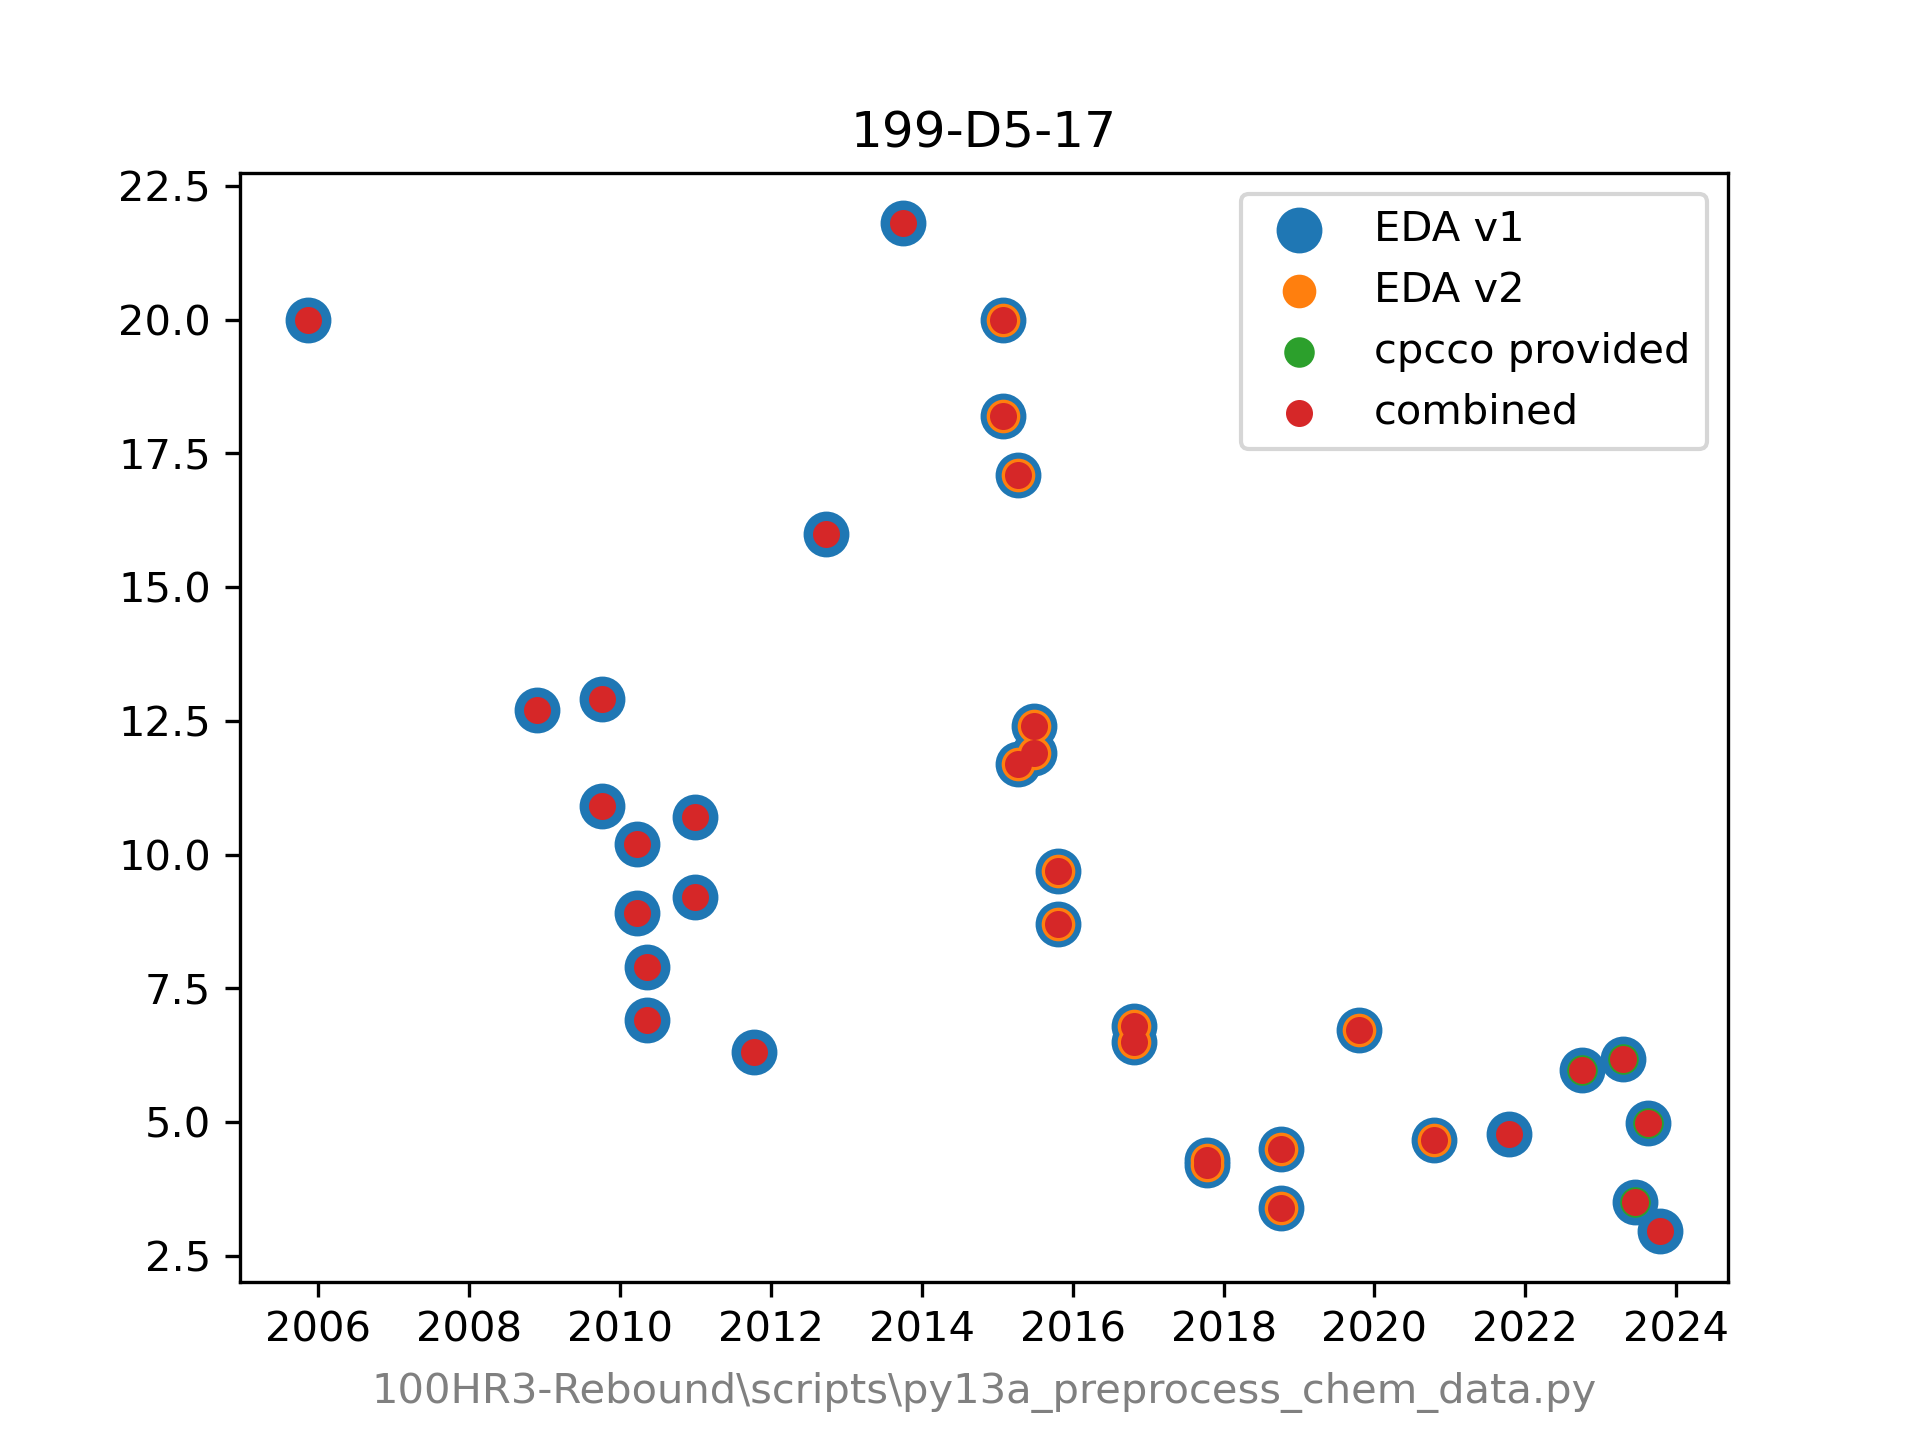 199-D5-17
22.5
20.0
17.5
15.0
12.5
10.0
7.5
5.0
2.5
EDA v1
EDA v2
cpcco provided
combined
2006 2008 2010 2012 2014 2016 2018 2020 2022 2024
100HR3-Rebound\scripts\py13a_preprocess_chem_data.py